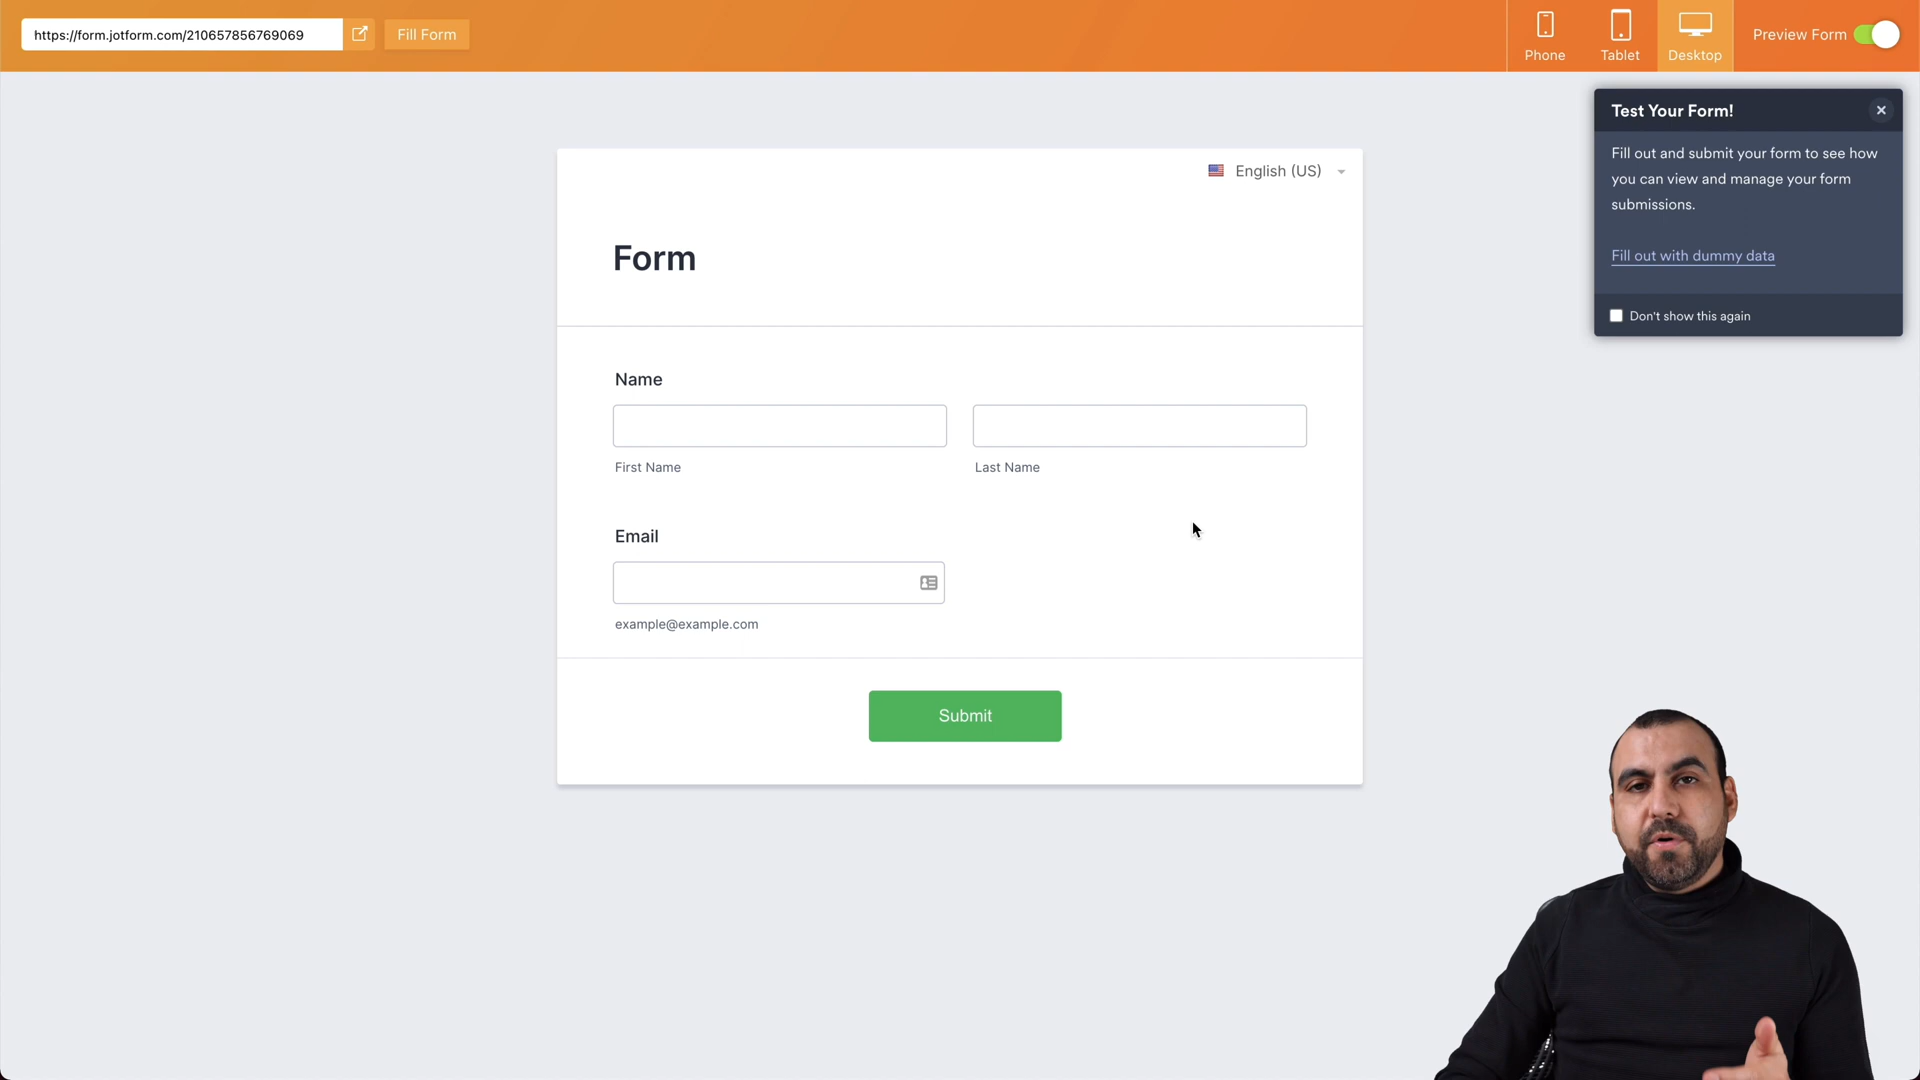 https://form.jotform.com/210657856769069
Fill Form
Phone
Tablet
Desktop
Preview Form
Test Your Form!
Fill out and submit your form to see how
you can view and manage your form
submissions.
Fill out with dummy data
Don't show this again
English (US)
Form
Name
First Name
Last Name
Email
example@example.com
Submit